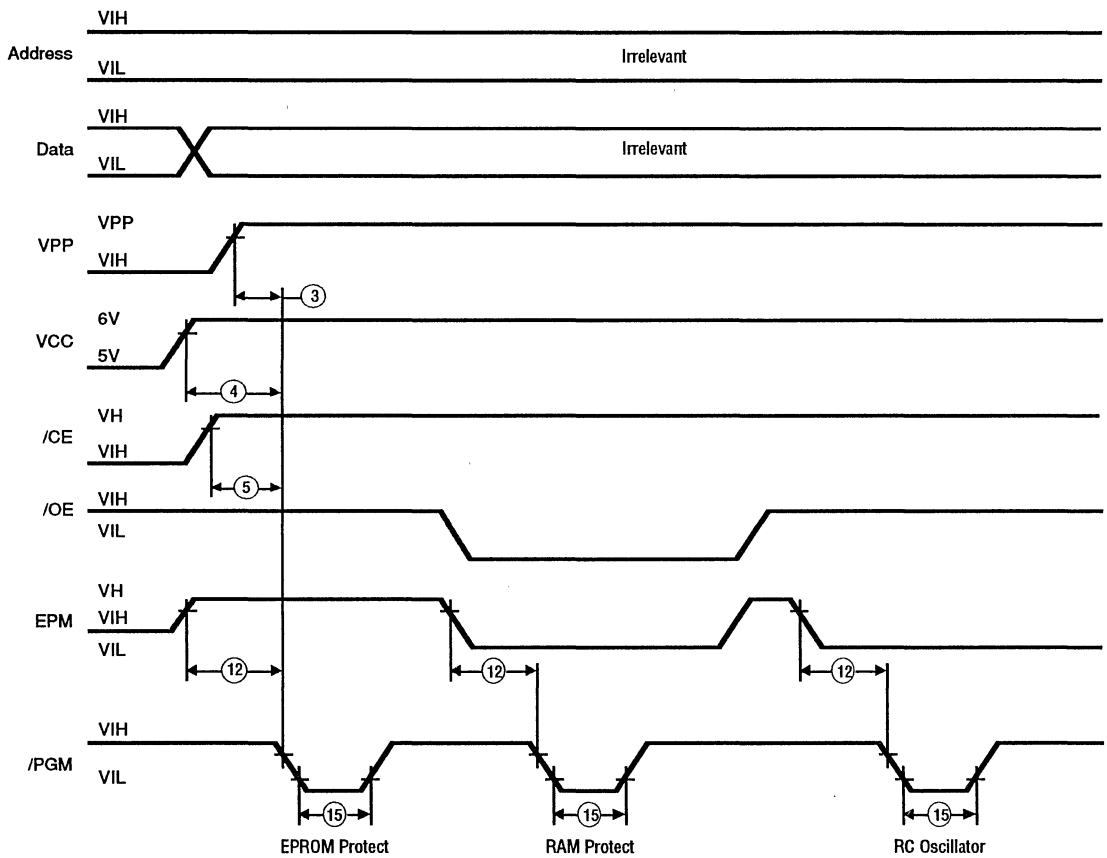 VIH
Address
Irrelevant
VIL
VIH
Data
Irrelevant
VIL
VPP
VPP
VIH
3
6V
VCC
5V
4
VH
/CE
VIH
5
VIH
/OE
VIL
VH
EPM
VIH
VIL
12
12
12
VIH
/PGM
VIL
15
15
15
EPROM Protect
RAM Protect
RC Oscillator